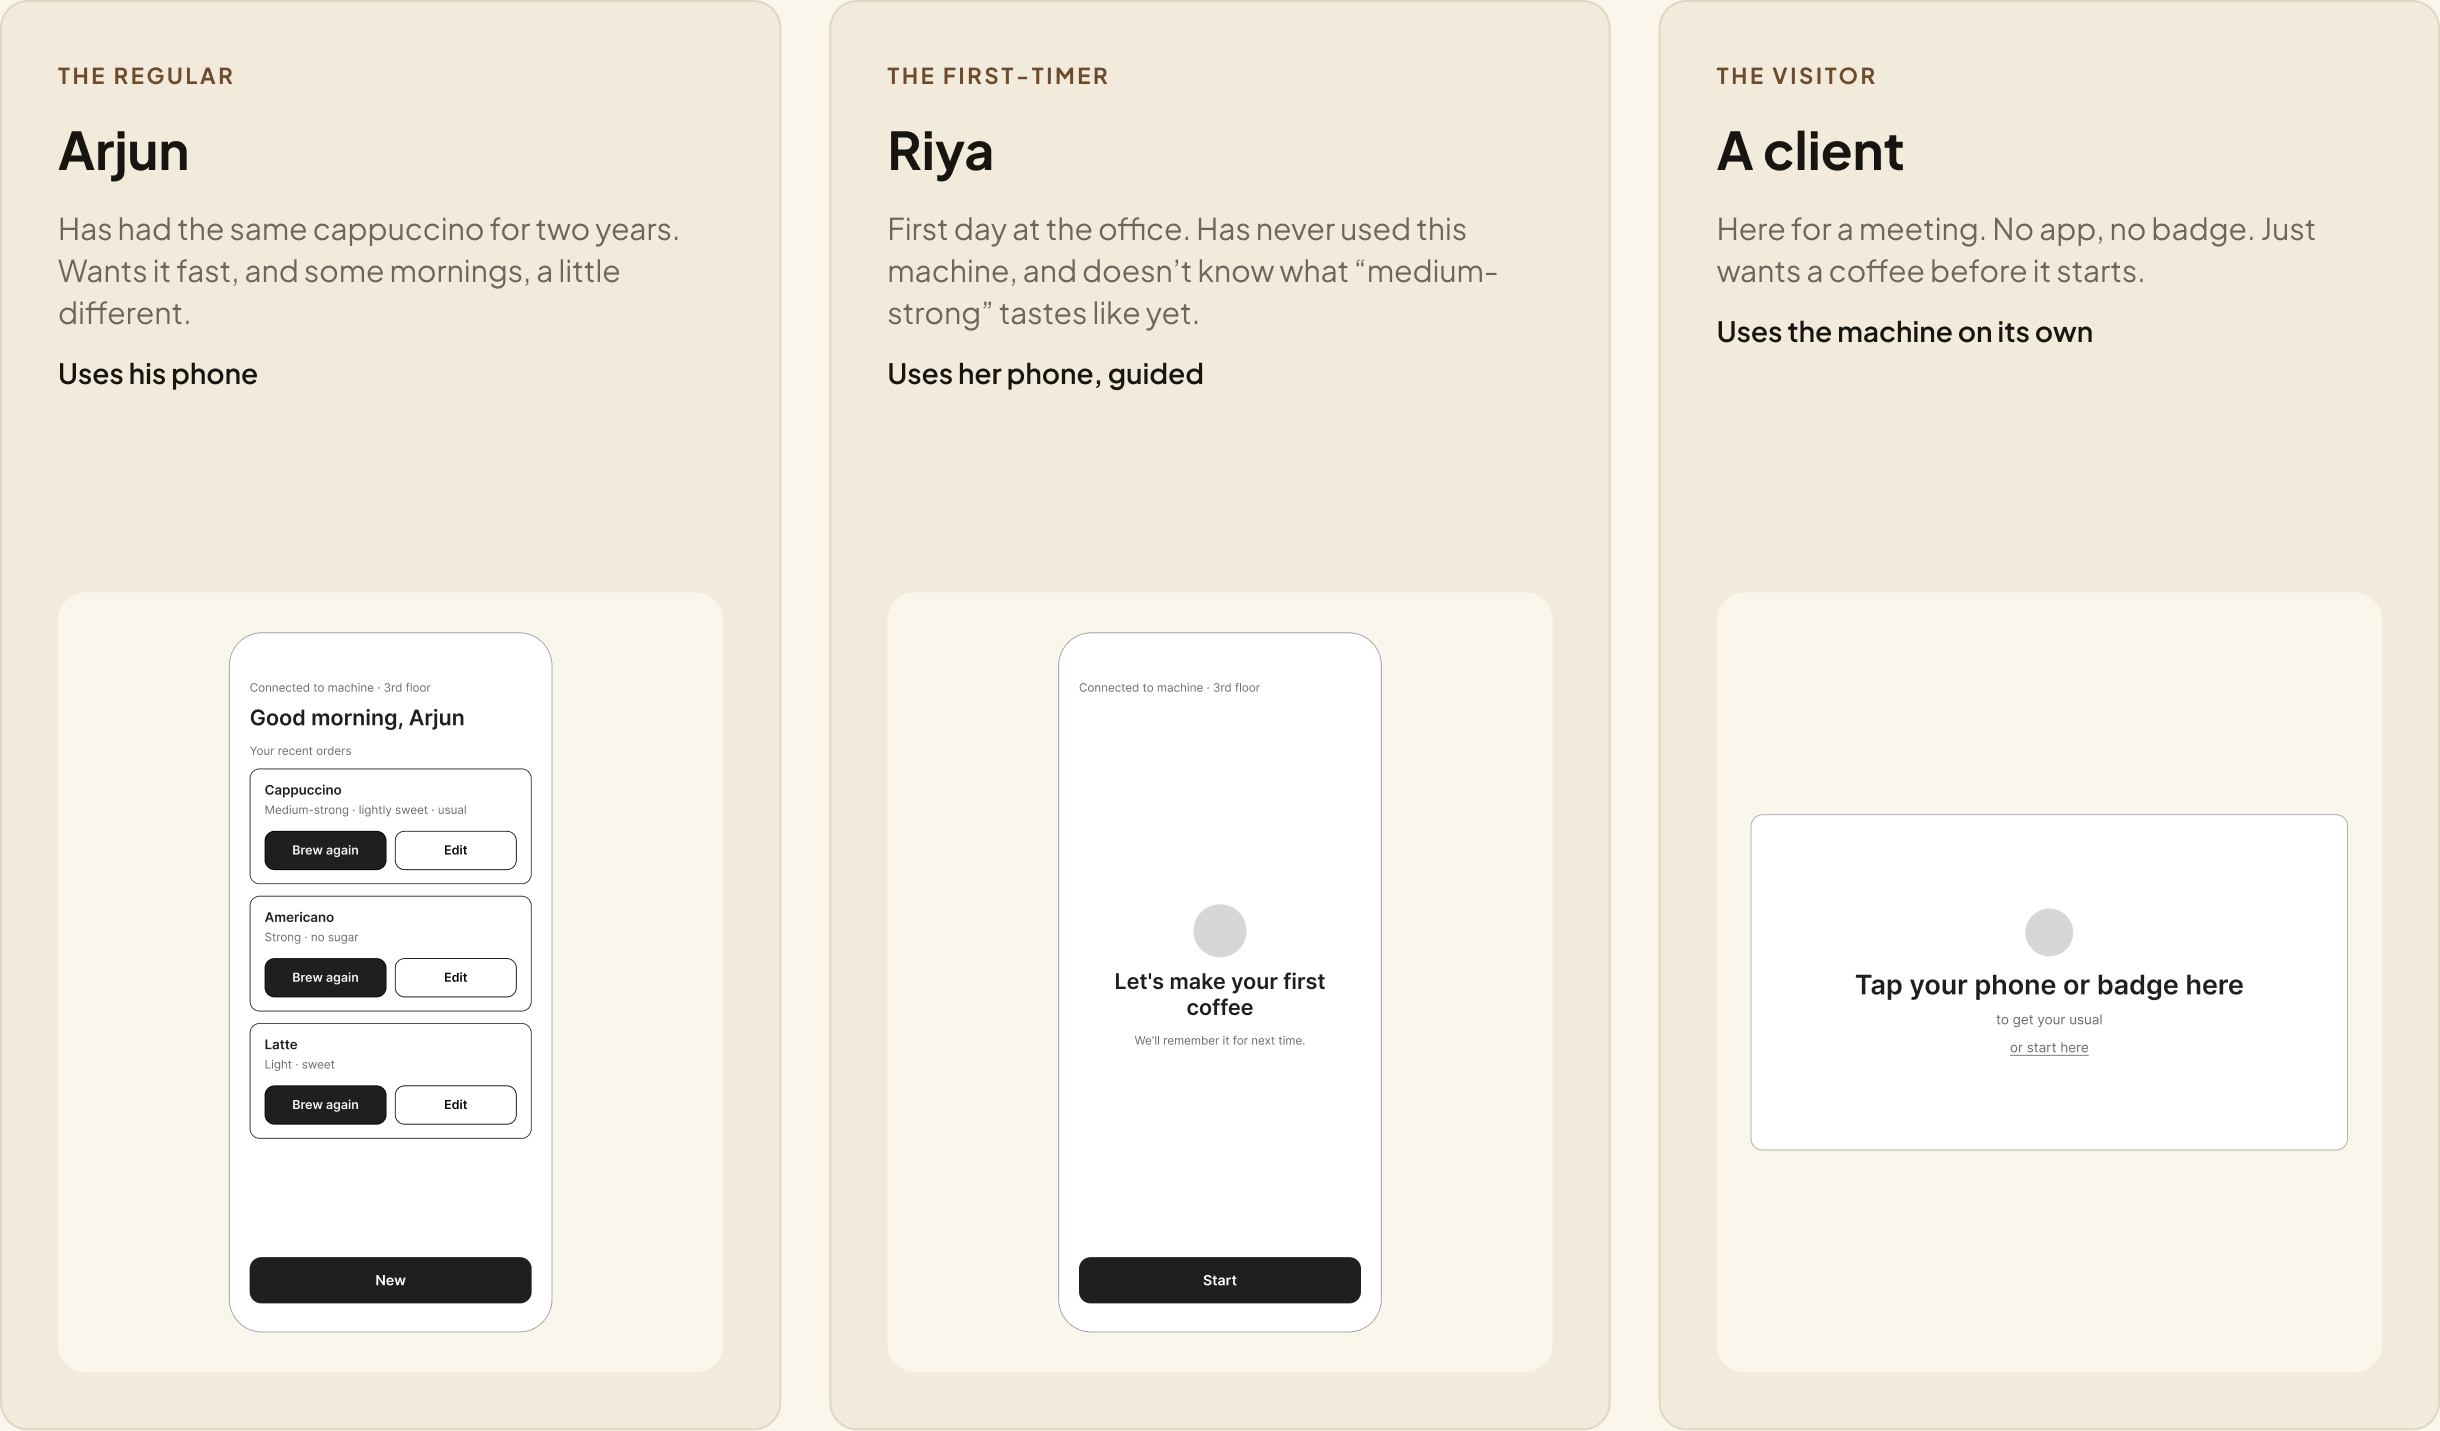 THE REGULAR
Arjun
Has had the same cappuccino for two years.
Wants it fast, and some mornings, a little
different.
Uses his phone
Connected to machine · 3rd floor
Good morning, Arjun
Your recent orders
Cappuccino
Medium-strong · lightly sweet · usual
Brew again Edit
Americano
Strong · no sugar
Brew again Edit
Latte
Light · sweet
Brew again Edit
New
THE FIRST-TIMER
Riya
First day at the office. Has never used this
machine, and doesn’t know what “medium-
strong” tastes like yet.
Uses her phone, guided
Connected to machine · 3rd floor
Let's make your first
coffee
We'll remember it for next time.
Start
THE VISITOR
A client
Here for a meeting. No app, no badge. Just
wants a coffee before it starts.
Uses the machine on its own
Tap your phone or badge here
to get your usual
or start here